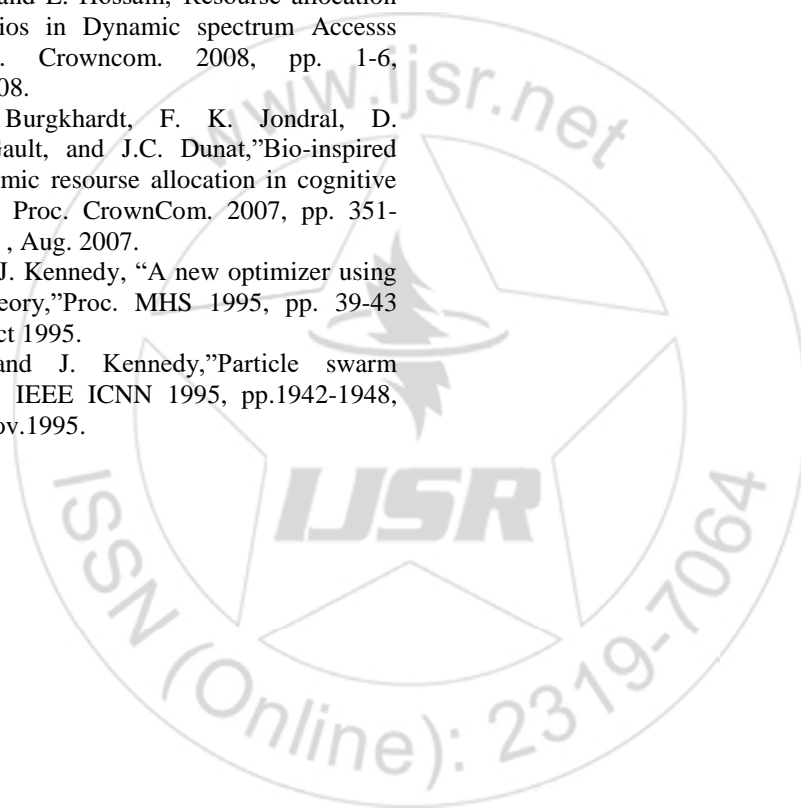 and E. Hossain, Resourse allocation
ios in Dynamic spectrum Accesss
. Crowncom. 2008, pp. 1-6,
08.
Burgkhardt, F. K. Jondral, D.
Gault, and J.C. Dunat,”Bio-inspired
mic resourse allocation in cognitive
Proc. CrownCom. 2007, pp. 351-
, Aug. 2007.
J. Kennedy, “A new optimizer using
eory,”Proc. MHS 1995, pp. 39-43
ct 1995.
and J. Kennedy,”Particle swarm
IEEE ICNN 1995, pp.1942-1948,
ov.1995.
www.ijsr.net
IJSR
ISSN (Online): 2319-7064